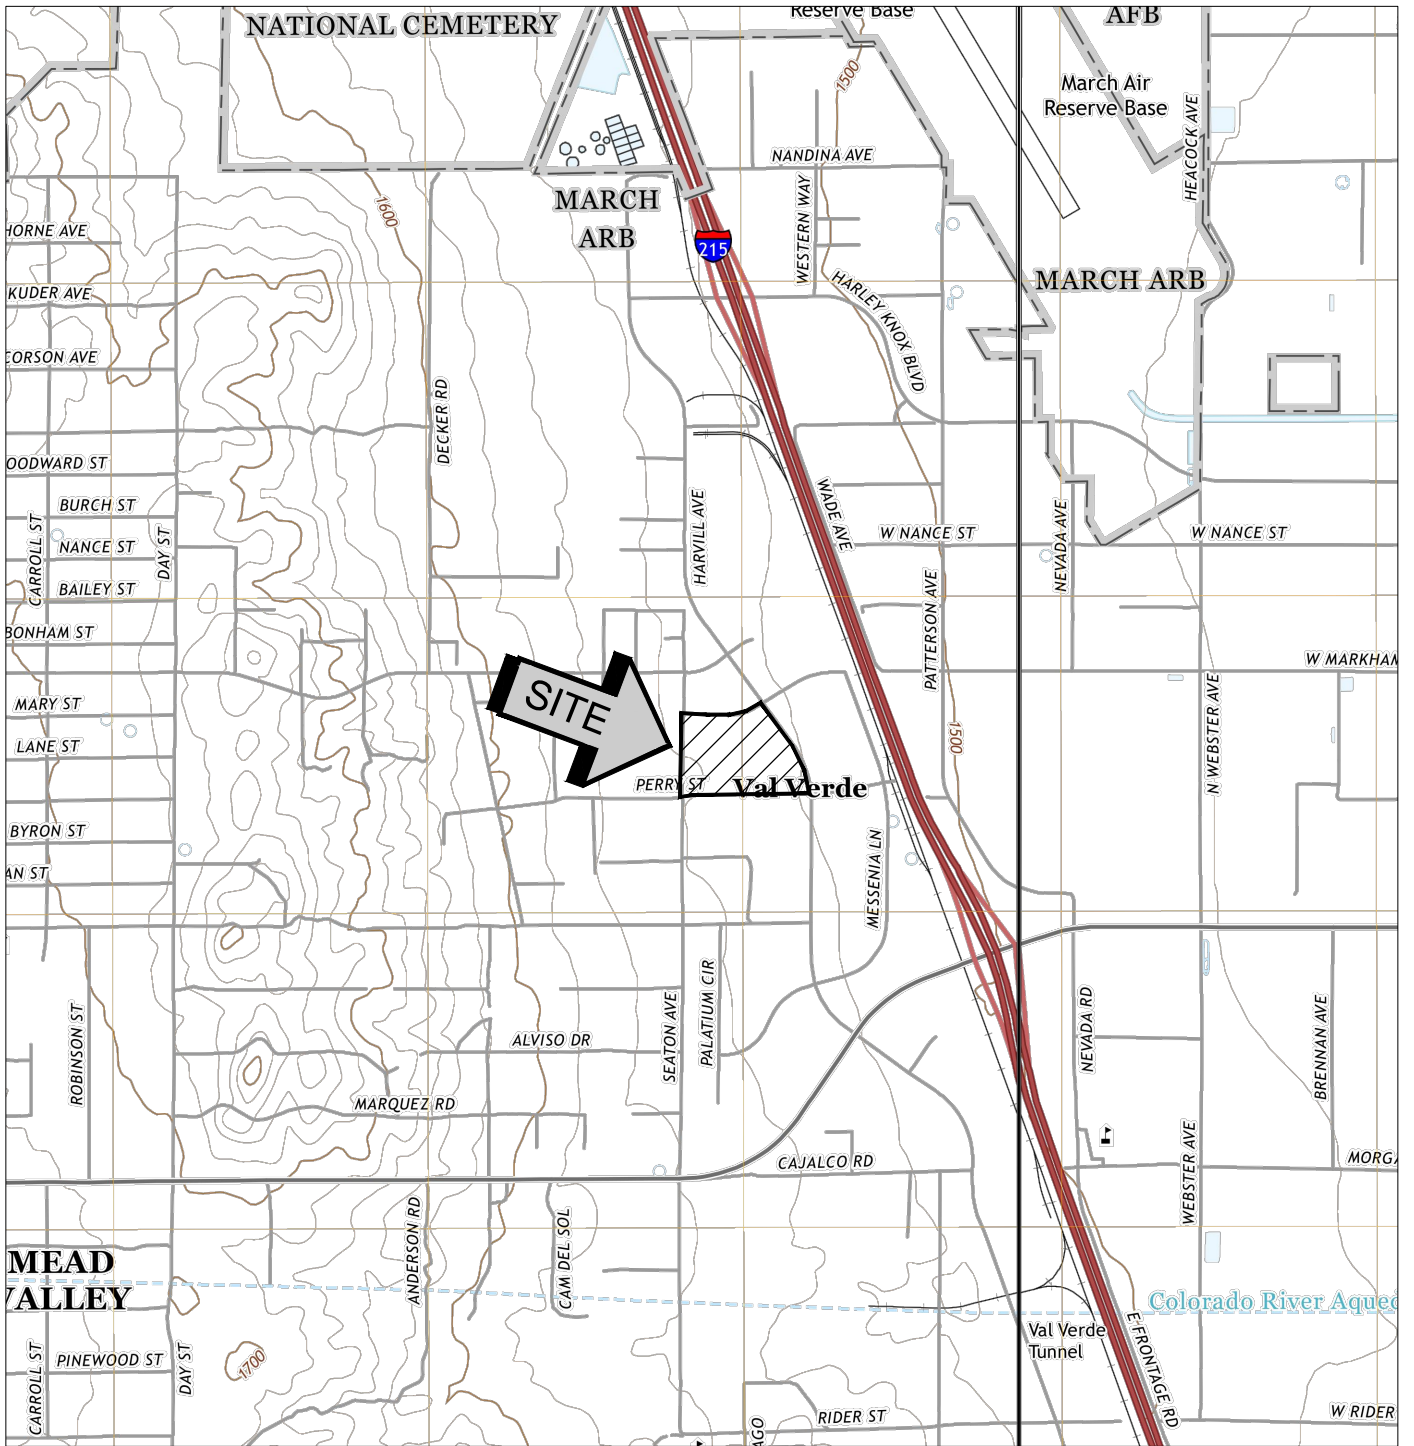 NATIONAL CEMETERY
Reserve Base
AFB
March Air
Reserve Base
1500
HEACOCK AVE
NANDINA AVE
MARCH
ARB
1600
WESTERN WAY
215
HORNE AVE
KUDER AVE
CORSON AVE
MARCH ARB
HARLEY KNOX BLVD
DECKER RD
OODWARD ST
BURCH ST
NANCE ST
BAILEY ST
BONHAM ST
CARROLL ST
DAY ST
HARVILL AVE
WADE AVE
W NANCE ST
NEVADA AVE
W NANCE ST
PATTERSON AVE
W MARKHAM
MARY ST
LANE ST
SITE
PERRY ST
Val Verde
1500
N WEBSTER AVE
BYRON ST
AN ST
MESSENIA LN
ROBINSON ST
ALVISO DR
SEATON AVE
PALATIUM CIR
NEVADA RD
BRENNAN AVE
MARQUEZ RD
CAJALCO RD
WEBSTER AVE
MORGA
MEAD
VALLEY
ANDERSON RD
CAM DEL SOL
Colorado River Aqued
Val Verde
Tunnel
E FRONTAGE RD
PINEWOOD ST
CARROLL ST
DAY ST
1700
RIDER ST
AGO
W RIDER